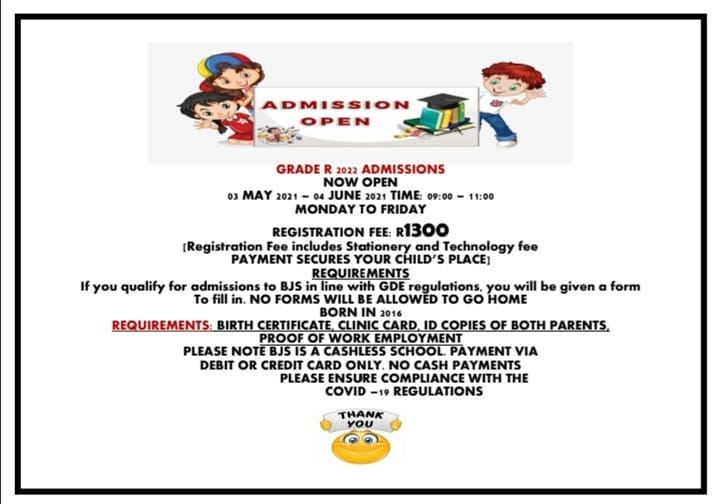 ADMISSION
OPEN
GRADE R 2022 ADMISSIONS
NOW OPEN
03 MAY 2021 – 04 JUNE 2021 TIME: 09:00 – 11:00
MONDAY TO FRIDAY
REGISTRATION FEE: R1300
[Registration Fee includes Stationery and Technology fee
PAYMENT SECURES YOUR CHILD'S PLACE]
REQUIREMENTS
If you qualify for admissions to BJS in line with GDE regulations, you will be given a form
To fill in. NO FORMS WILL BE ALLOWED TO GO HOME
BORN IN 2016
REQUIREMENTS: BIRTH CERTIFICATE, CLINIC CARD, ID COPIES OF BOTH PARENTS,
PROOF OF WORK EMPLOYMENT
PLEASE NOTE BJS IS A CASHLESS SCHOOL. PAYMENT VIA
DEBIT OR CREDIT CARD ONLY. NO CASH PAYMENTS
PLEASE ENSURE COMPLIANCE WITH THE
COVID –19 REGULATIONS
THANK
YOU